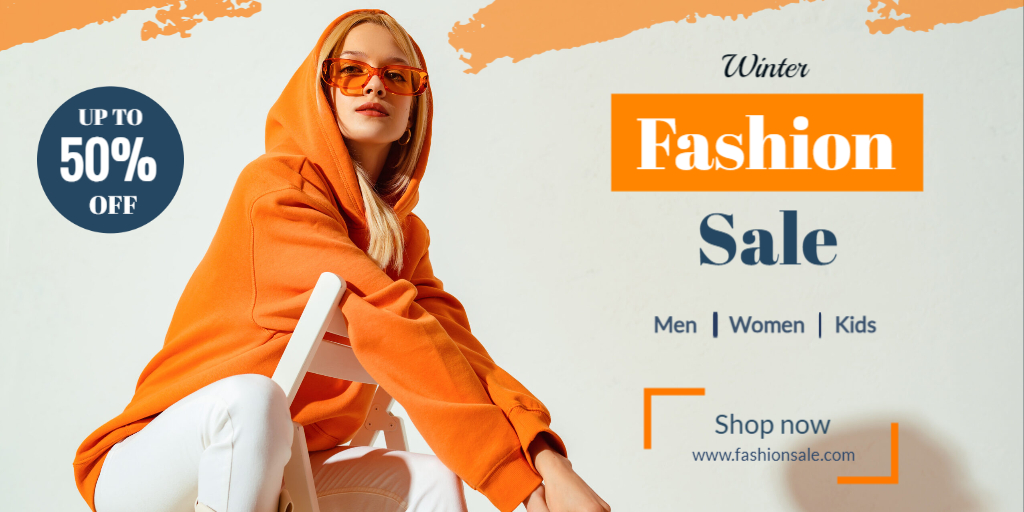 UP TO
50%
OFF
Winter
Fashion
Sale
Men | Women | Kids
Shop now
www.fashionsale.com